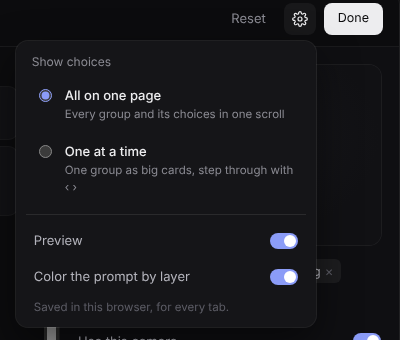 Reset
Done
Show choices
All on one page
Every group and its choices in one scroll
One at a time
One group as big cards, step through with
‹ ›
Preview
Color the prompt by layer
g ×
Saved in this browser, for every tab.